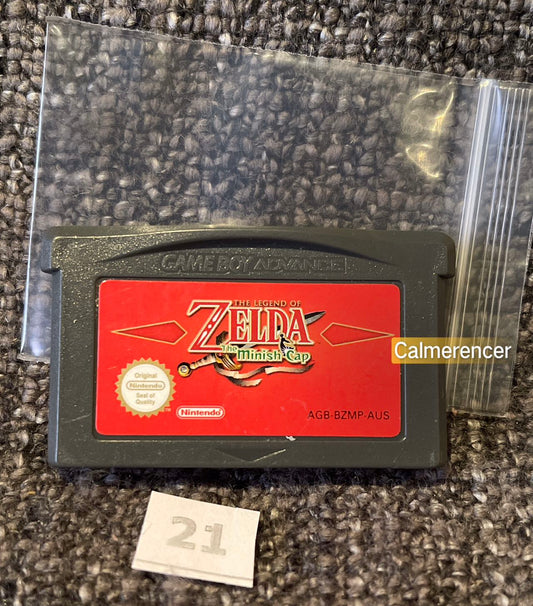 GAME BOY ADVANCE
THE LEGEND OF
ZELDA
The Minish Cap
Calmerencer
Original
Nintendo
Seal of
Quality
Nintendo
AGB-BZMP-AUS
21